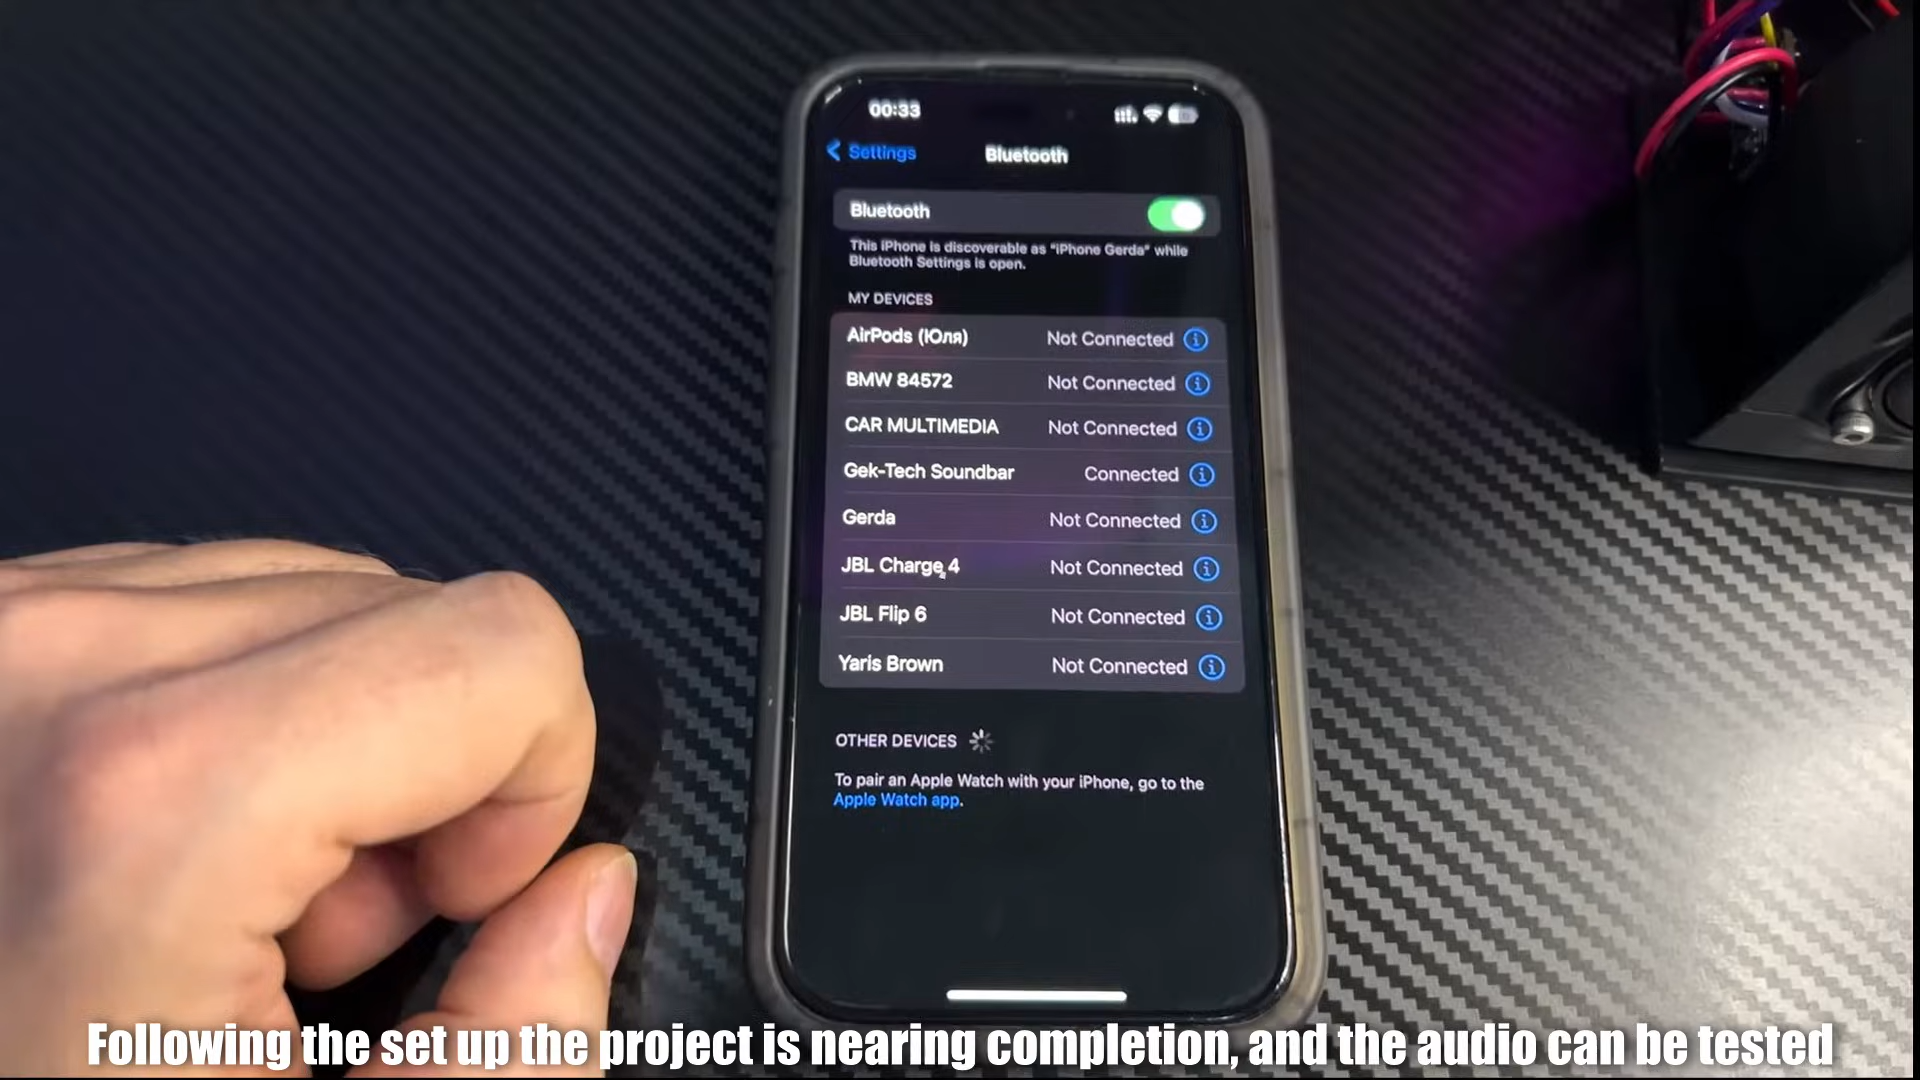 00:33
Settings
Bluetooth
Bluetooth
This iPhone is discoverable as "iPhone Gerda" while
Bluetooth Settings is open.
MY DEVICES
AirPods (Юля) Not Connected
BMW 84572 Not Connected
CAR MULTIMEDIA Not Connected
Gek-Tech Soundbar Connected
Gerda Not Connected
JBL Charge 4 Not Connected
JBL Flip 6 Not Connected
Yaris Brown Not Connected
OTHER DEVICES
To pair an Apple Watch with your iPhone, go to the
Apple Watch app.
Following the set up the project is nearing completion, and the audio can be tested